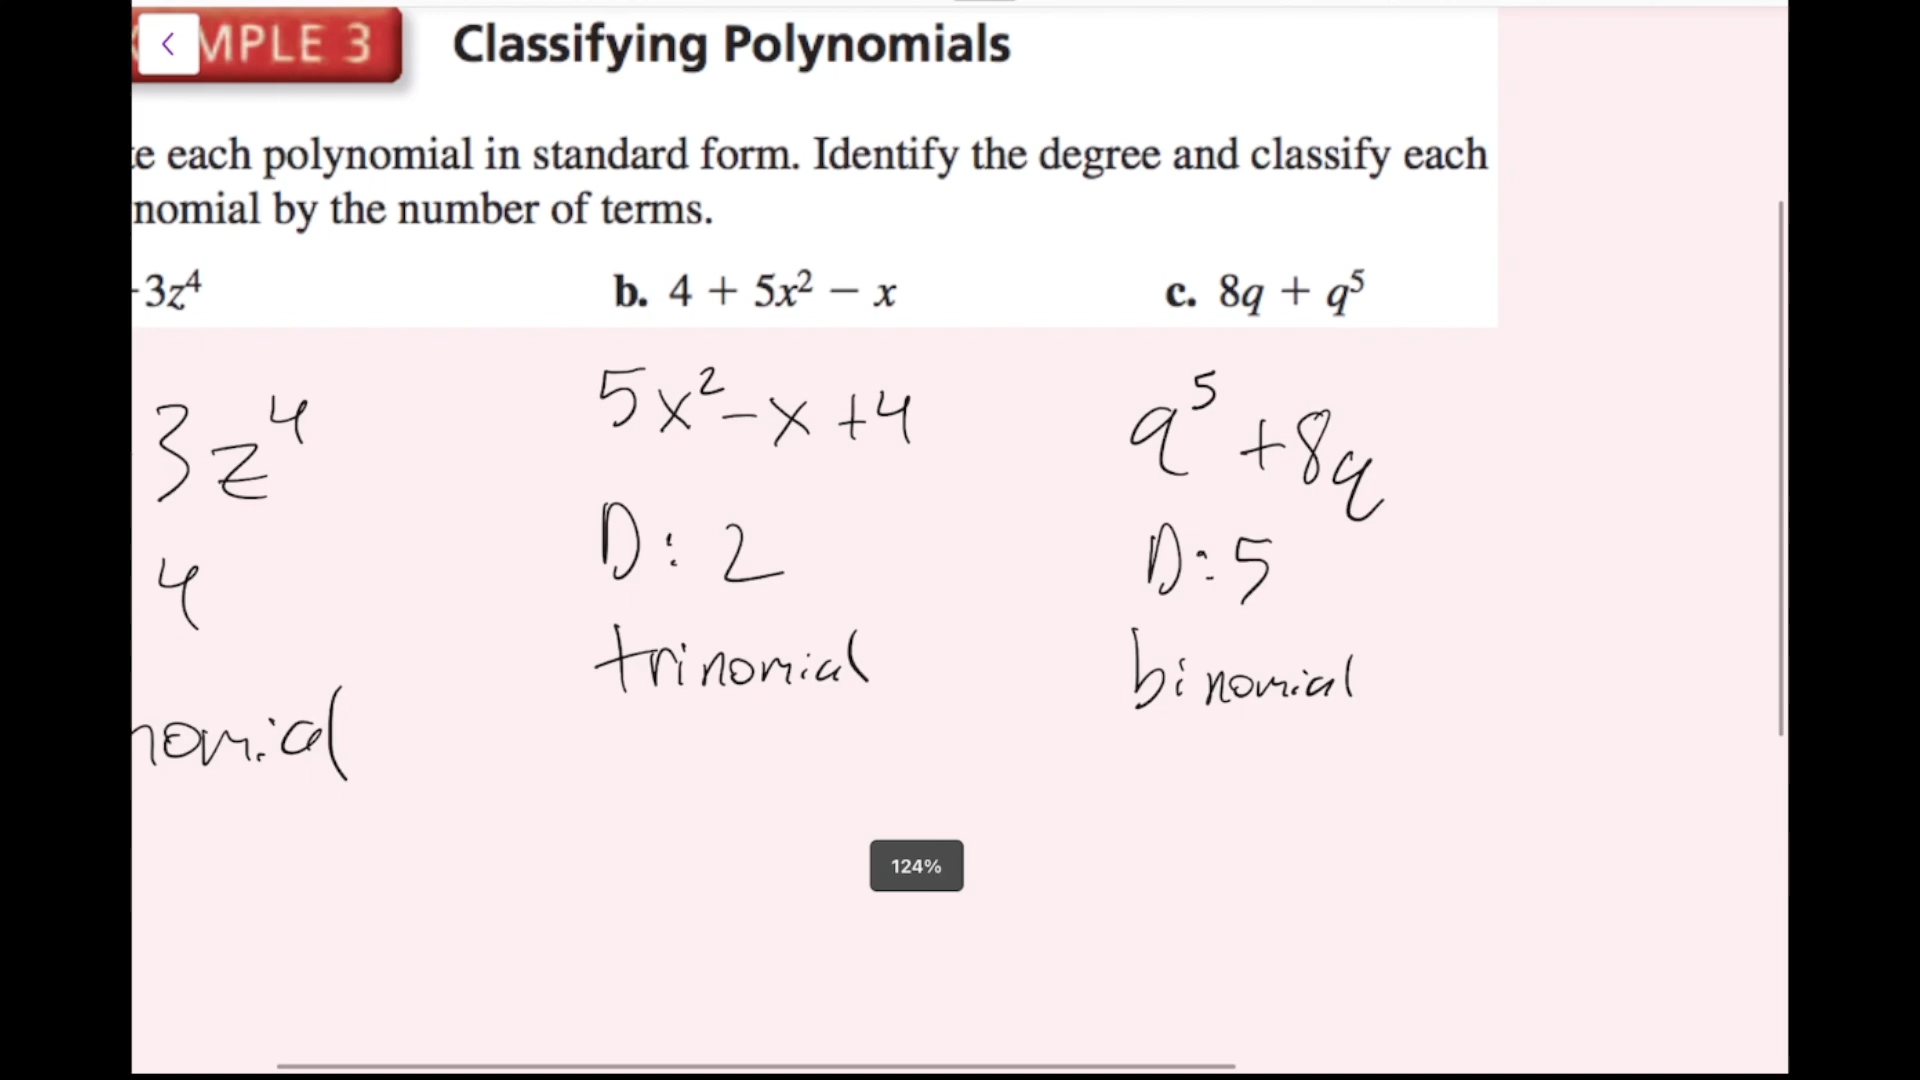 MPLE 3 Classifying Polynomials
e each polynomial in standard form. Identify the degree and classify each
nomial by the number of terms.
-3z⁴ b. 4 + 5x² − x c. 8q + q⁵
3z⁴ 5x² − x + 4 q⁵ + 8q
4 D: 2 D: 5
nomial trinomial binomial
124%